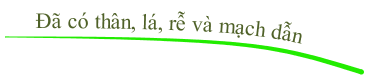 Đã có thân, lá, rễ và mạch dẫn